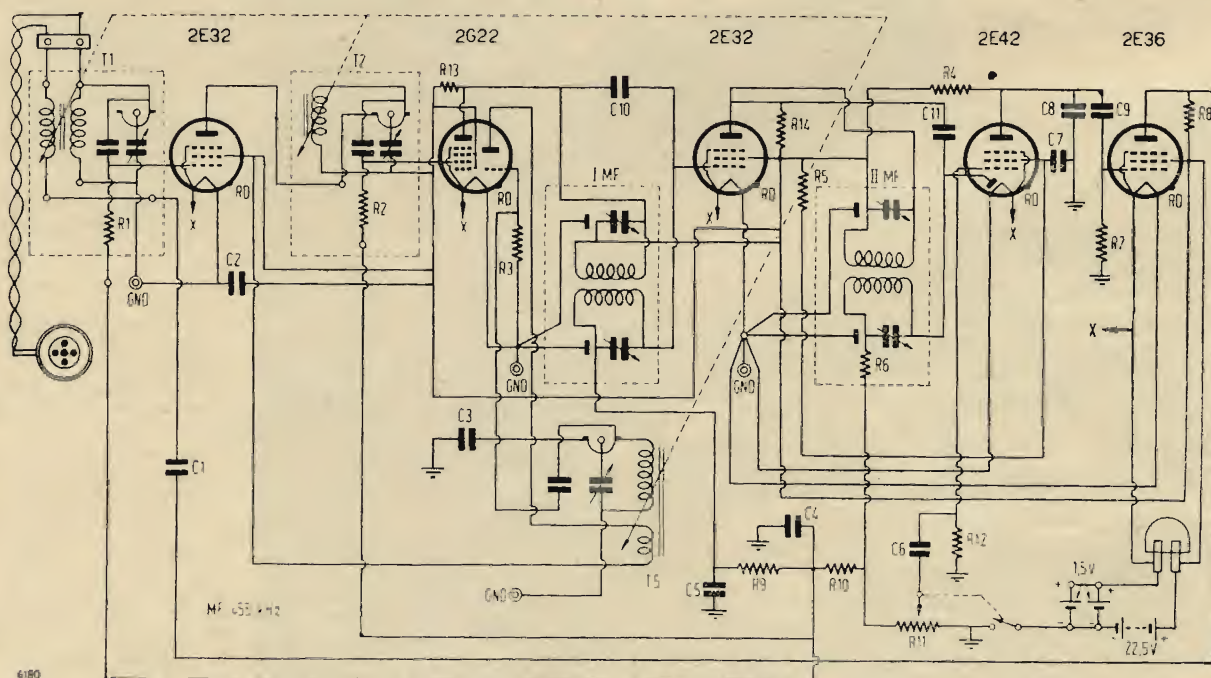 2E32
2G22
2E32
2E42
2E36
T1
T2
R13
C10
R14
R4
C11
C8
C9
R8
C7
R1
RD
X
R2
RD
X
R3
I MF
X
RD
R5
II MF
RD
X
R7
RD
C2
GND
GND
GND
R6
X
C3
C1
C4
C6
R12
1,5V
T5
C5
R9
R10
GND
MF 455 kHz
R11
22,5V
6180